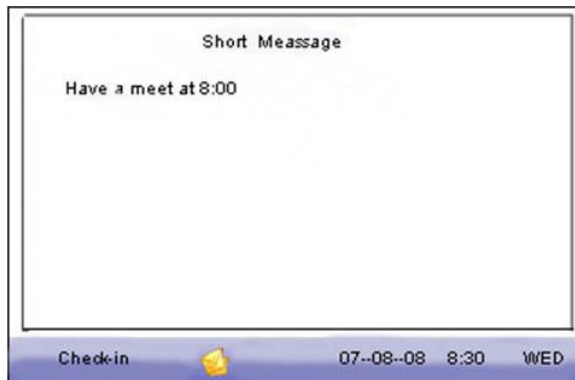 Short Meassage
Have a meet at 8:00
Check-in 07--08--08 8:30 WED